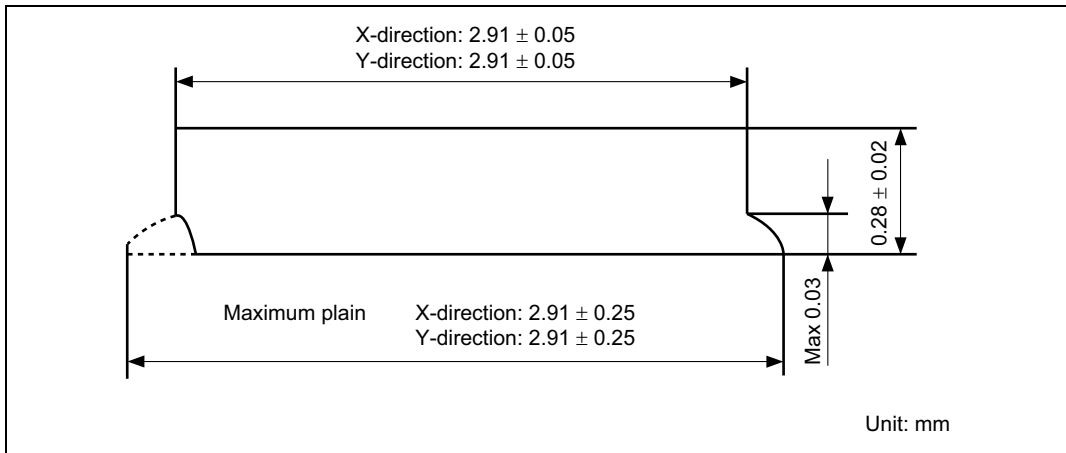 X-direction: 2.91 ± 0.05
Y-direction: 2.91 ± 0.05
0.28 ± 0.02
Max 0.03
Maximum plain X-direction: 2.91 ± 0.25
Y-direction: 2.91 ± 0.25
Unit: mm